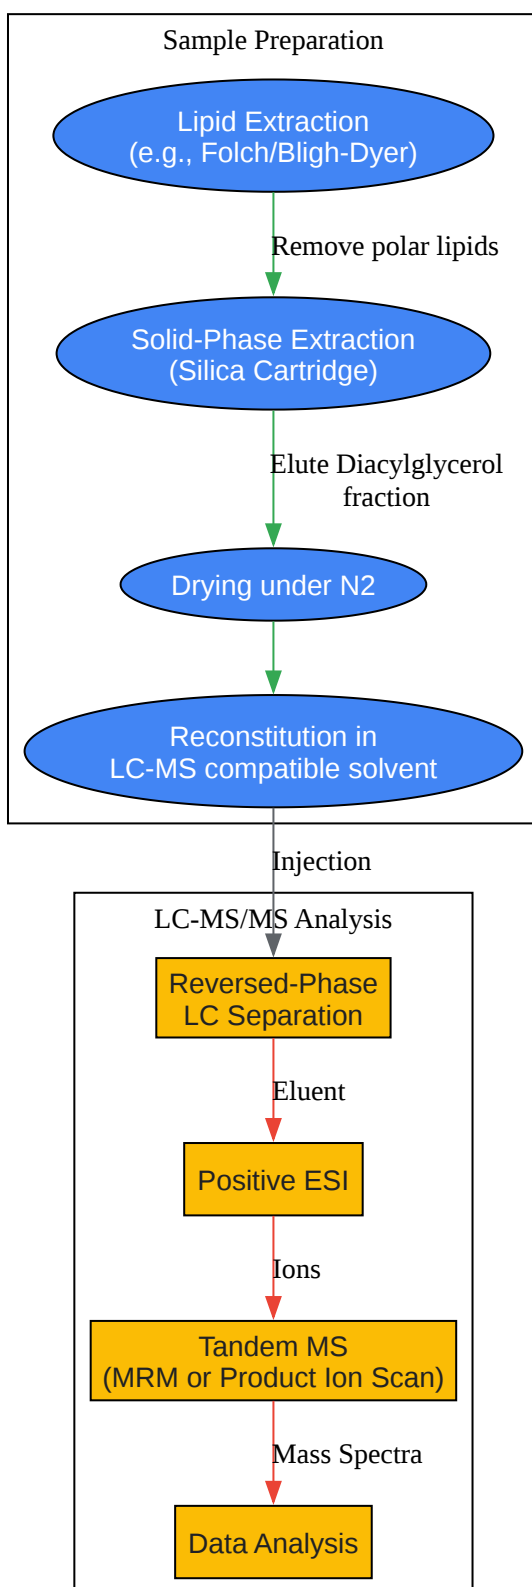 Sample Preparation
Lipid Extraction
(e.g., Folch/Bligh-Dyer)
Remove polar lipids
Solid-Phase Extraction
(Silica Cartridge)
Elute Diacylglycerol
fraction
Drying under N2
Reconstitution in
LC-MS compatible solvent
Injection
LC-MS/MS Analysis
Reversed-Phase
LC Separation
Eluent
Positive ESI
Ions
Tandem MS
(MRM or Product Ion Scan)
Mass Spectra
Data Analysis